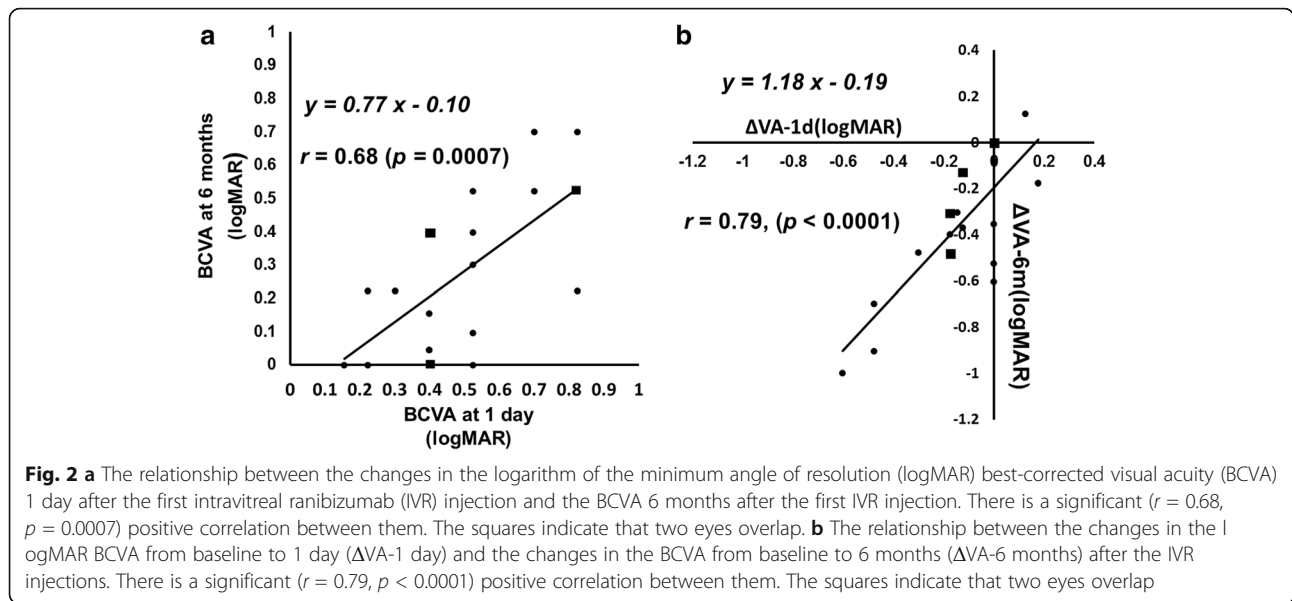 a
1
0.9
0.8
0.7
0.6
0.5
0.4
0.3
0.2
0.1
0
BCVA at 6 months
(logMAR)
y = 0.77 x - 0.10
r = 0.68 (p = 0.0007)
0 0.1 0.2 0.3 0.4 0.5 0.6 0.7 0.8 0.9 1
BCVA at 1 day
(logMAR)
b
0.4
0.2
0
-0.2
-0.4
-0.6
-0.8
-1
-1.2
y = 1.18 x - 0.19
ΔVA-1d(logMAR)
-1.2 -1 -0.8 -0.6 -0.4 -0.2 0 0.2 0.4
r = 0.79, (p < 0.0001)
ΔVA-6m(logMAR)
Fig. 2 a The relationship between the changes in the logarithm of the minimum angle of resolution (logMAR) best-corrected visual acuity (BCVA)
1 day after the first intravitreal ranibizumab (IVR) injection and the BCVA 6 months after the first IVR injection. There is a significant (r = 0.68,
p = 0.0007) positive correlation between them. The squares indicate that two eyes overlap. b The relationship between the changes in the l
ogMAR BCVA from baseline to 1 day (ΔVA-1 day) and the changes in the BCVA from baseline to 6 months (ΔVA-6 months) after the IVR
injections. There is a significant (r = 0.79, p < 0.0001) positive correlation between them. The squares indicate that two eyes overlap